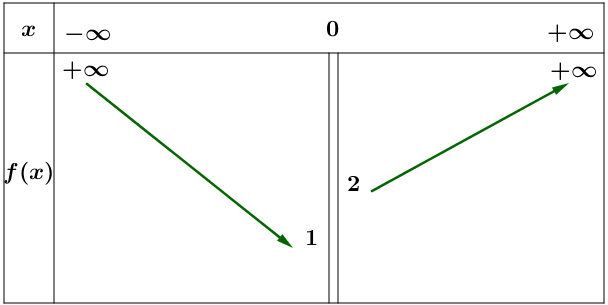 x −∞ 0 +∞
+∞ +∞
f(x) 2
1